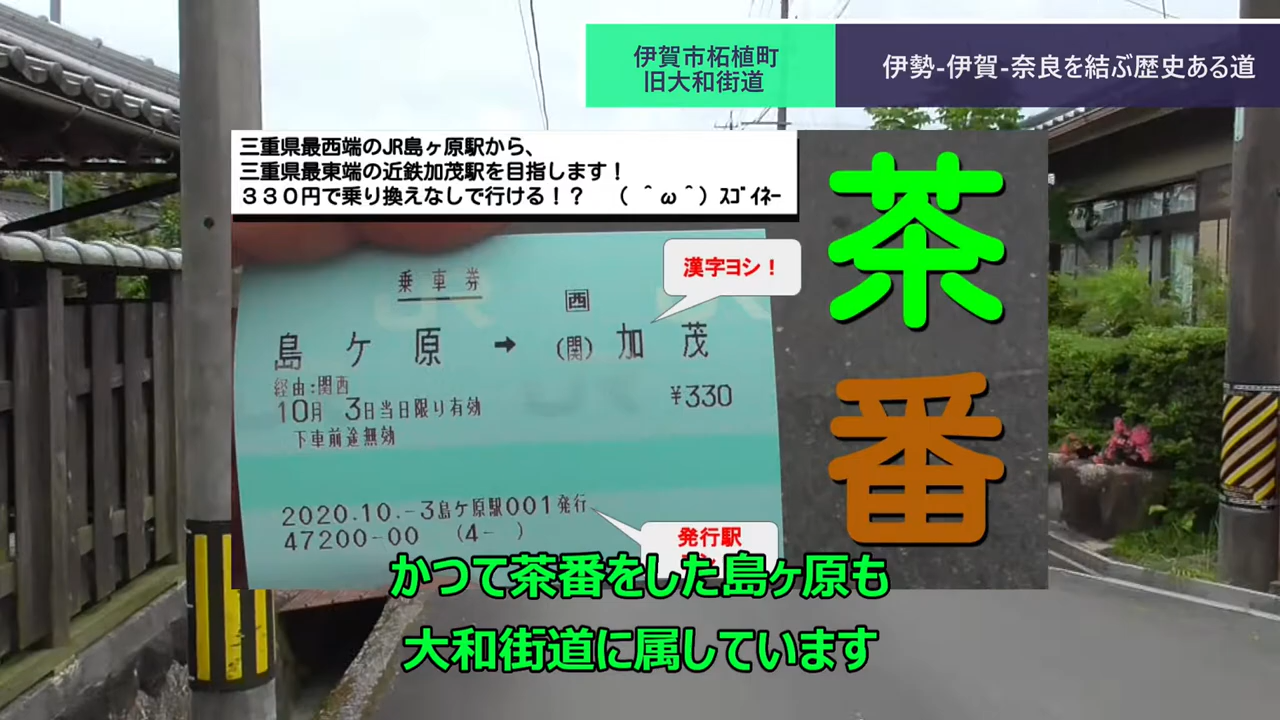 伊賀市柘植町
旧大和街道
伊勢-伊賀-奈良を結ぶ歴史ある道
三重県最西端のJR島ヶ原駅から、
三重県最東端の近鉄加茂駅を目指します！
３３０円で乗り換えなしで行ける！？　（＾ω＾）ｽｺﾞｲﾈｰ
茶
番
漢字ヨシ！
乗車券
西
島ケ原→(関)加茂
経由:関西
¥330
10月 3日当日限り有効
下車前途無効
2020.10.-3島ケ原駅001発行
47200-00 (4- )
発行駅
かつて茶番をした島ヶ原も
大和街道に属しています